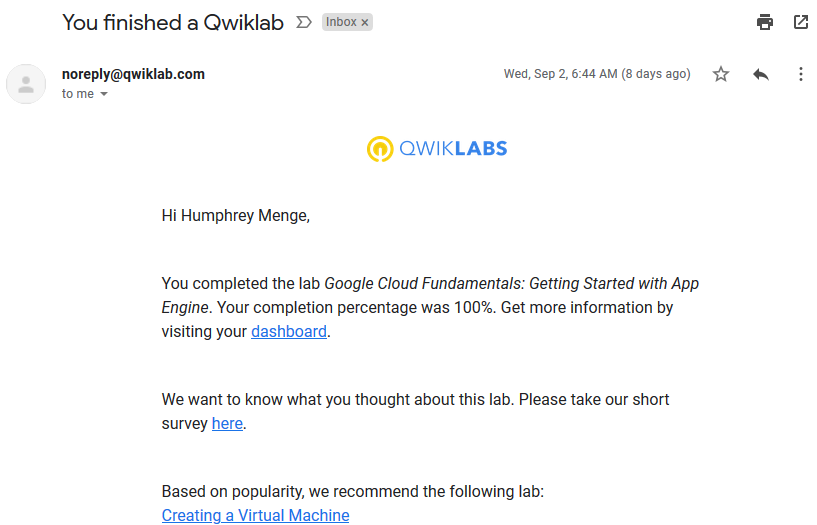 You finished a Qwiklab Inbox x
noreply@qwiklab.com Wed, Sep 2, 6:44 AM (8 days ago)
to me
QWIKLABS
Hi Humphrey Menge,
You completed the lab Google Cloud Fundamentals: Getting Started with App
Engine. Your completion percentage was 100%. Get more information by
visiting your dashboard.
We want to know what you thought about this lab. Please take our short
survey here.
Based on popularity, we recommend the following lab:
Creating a Virtual Machine